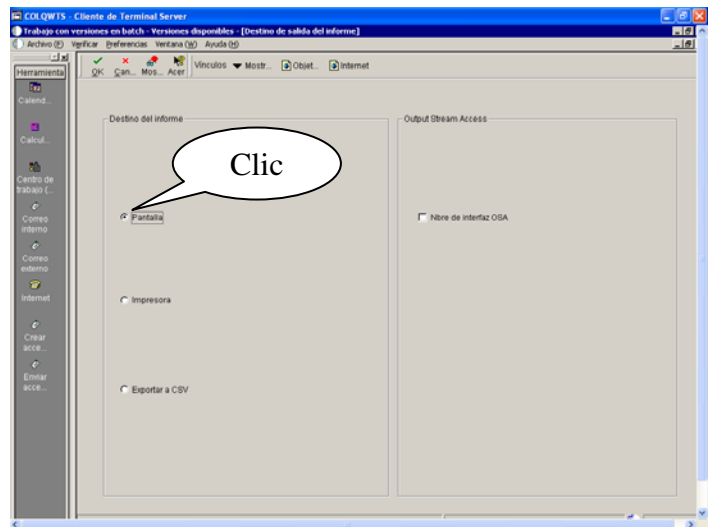 COLQWTS - Cliente de Terminal Server
Trabajo con versiones en batch - Versiones disponibles - [Destino de salida del informe]
Archivo (F) Verificar Preferencias Ventana (W) Ayuda (H)
Herramienta
OK Can... Mos... Acer Vínculos Mostr... Objet... Internet
Calend...
Calcul...
Centro de
trabajo (...
Correo
interno
Correo
externo
Internet
Crear
acce...
Enviar
acce...
Destino del informe
Clic
Pantalla
Impresora
Exportar a CSV
Output Stream Access
Nbre de interfaz OSA